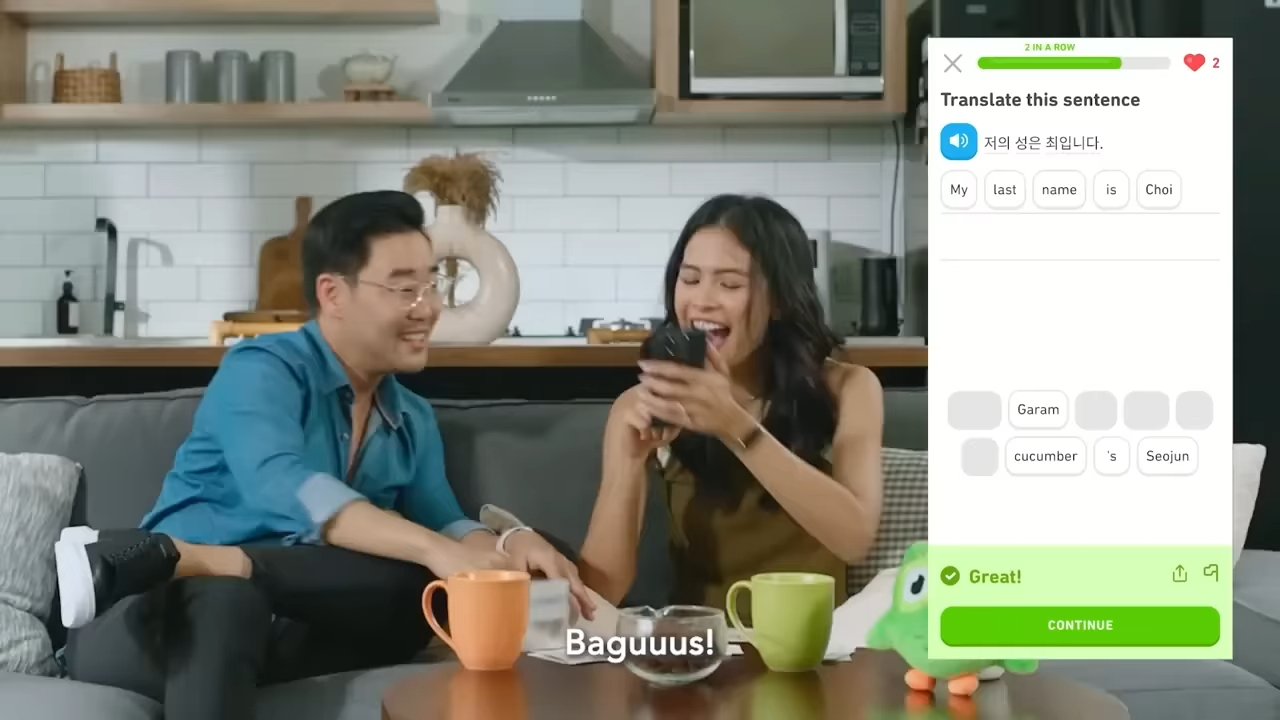 2 IN A ROW
2
Translate this sentence
저의 성은 최입니다.
My last name is Choi
Garam
cucumber 's Seojun
Great!
CONTINUE
Baguuus!